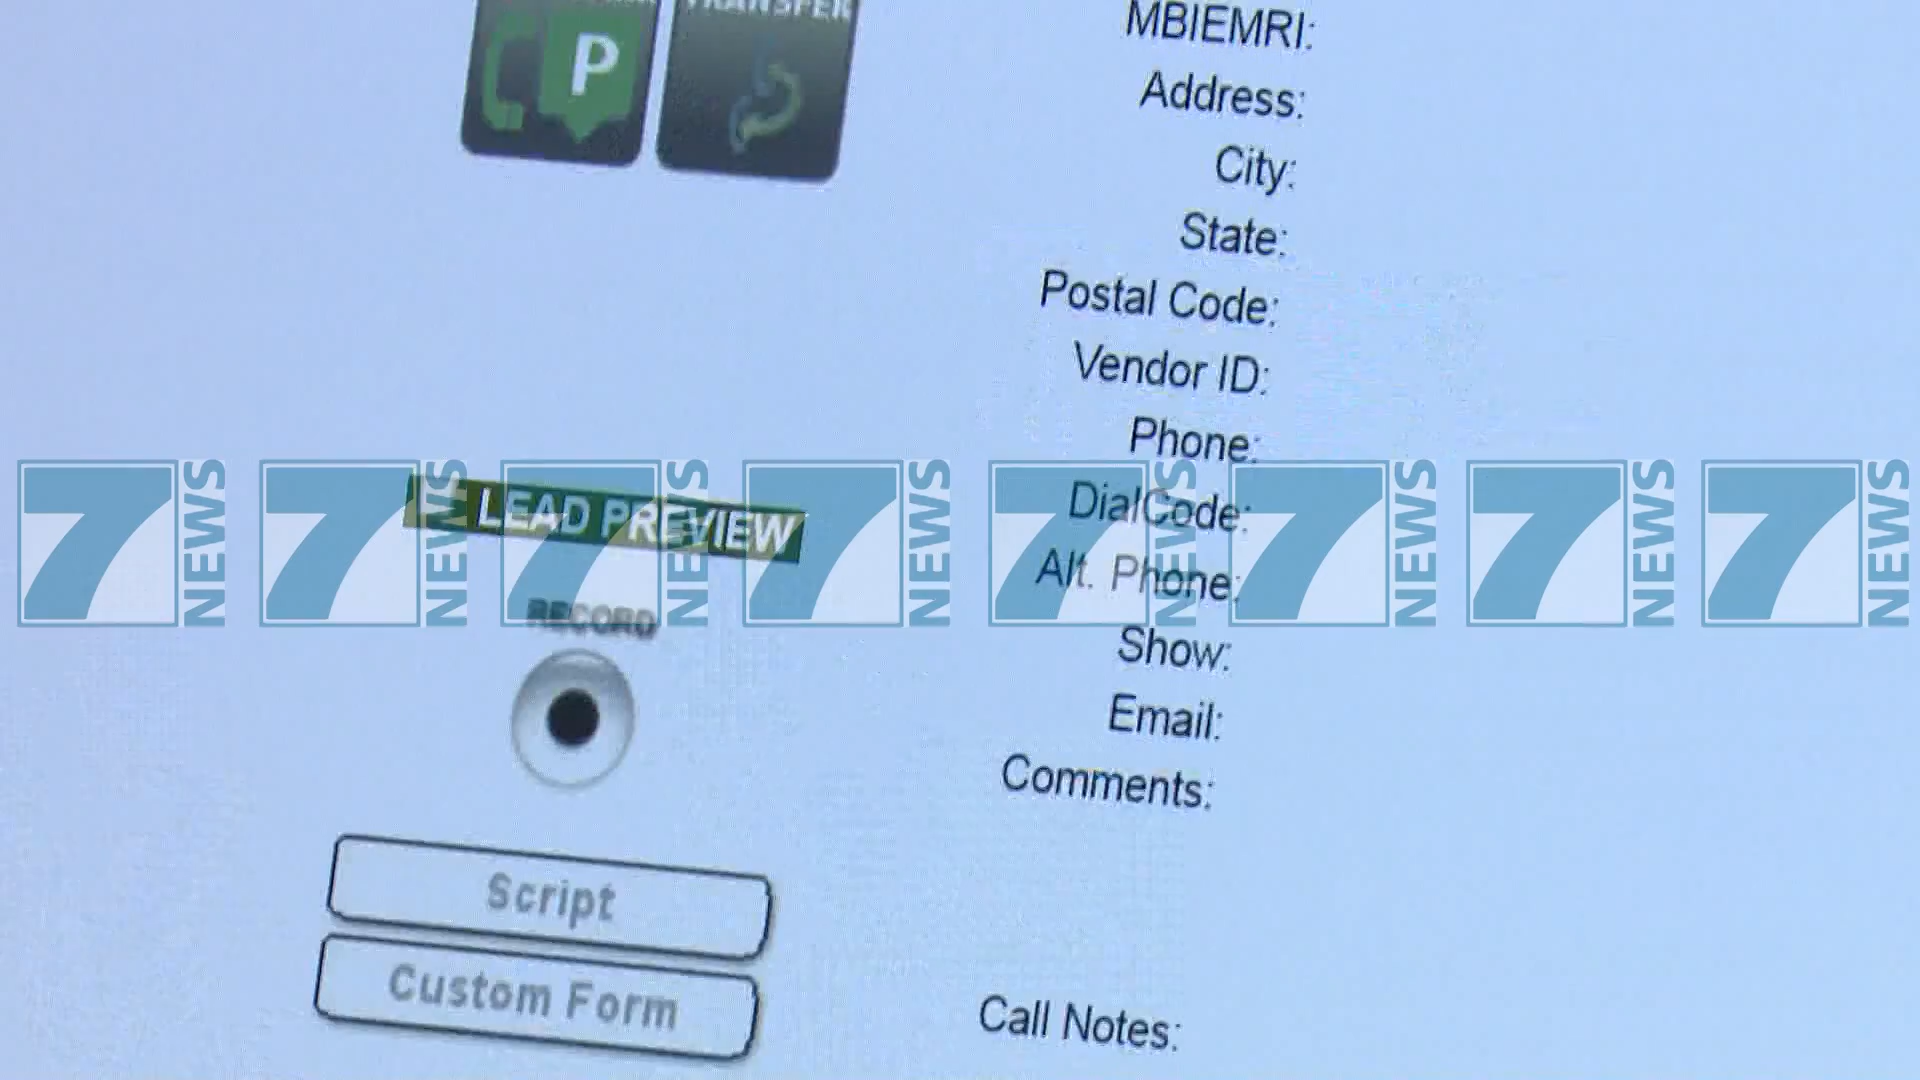 TRANSFER
P
MBIEMRI:
Address:
City:
State:
Postal Code:
Vendor ID:
Phone:
DialCode:
Alt. Phone:
Show:
Email:
Comments:
Call Notes:
LEAD PREVIEW
RECORD
Script
Custom Form
7 NEWS 7 NEWS 7 NEWS 7 NEWS 7 NEWS 7 NEWS 7 NEWS 7 NEWS